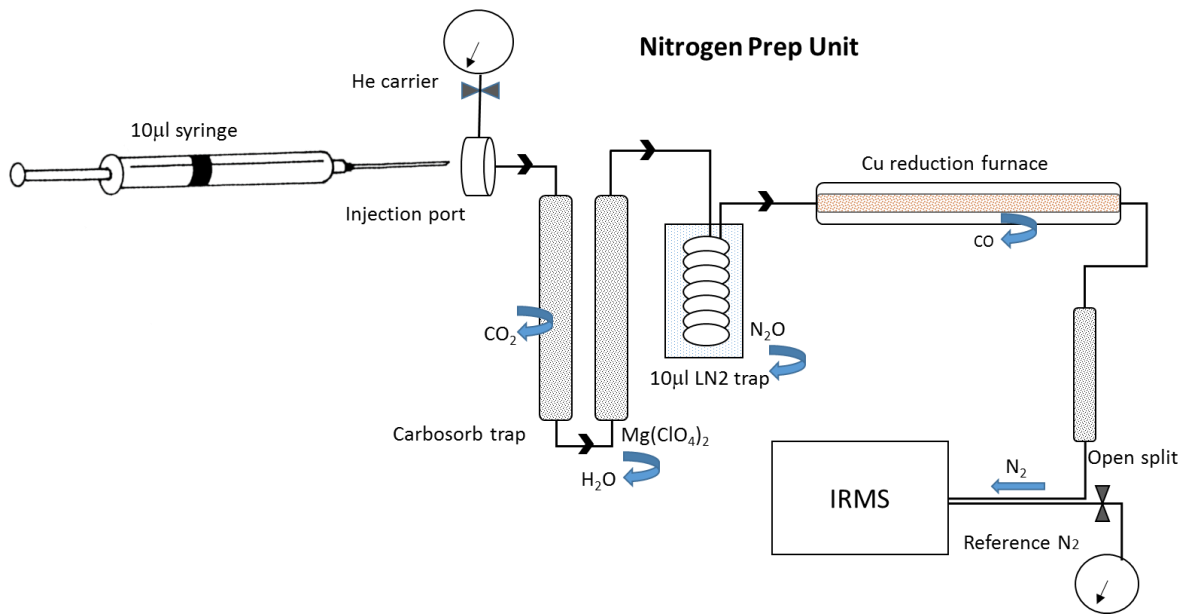 Nitrogen Prep Unit
He carrier
10µl syringe
Injection port
Cu reduction furnace
CO
CO₂
N₂O
10µl LN2 trap
Carbosorb trap
Mg(ClO₄)₂
H₂O
Open split
N₂
IRMS
Reference N₂